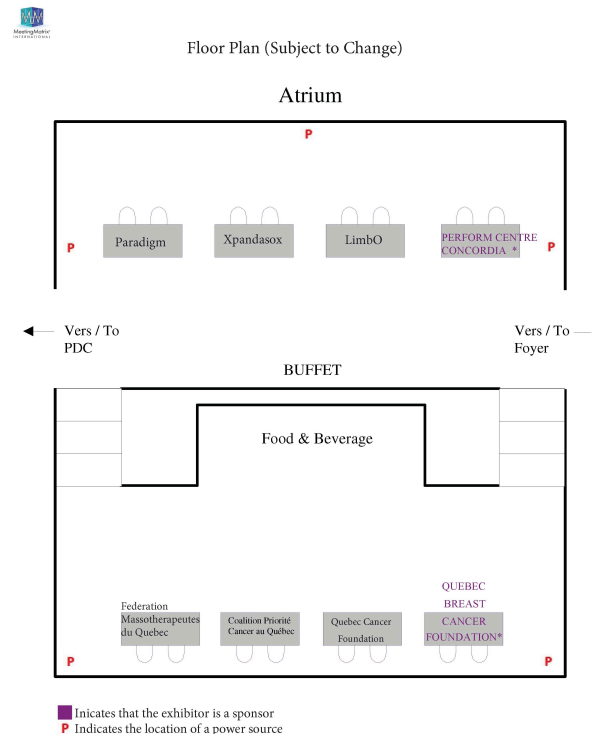 MM
MeetingMatrix
INTERNATIONAL
Floor Plan (Subject to Change)
Atrium
P
P
Paradigm
Xpandasox
LimbO
PERFORM CENTRE
CONCORDIA *
P
Vers / To
PDC
Vers / To
Foyer
BUFFET
Food & Beverage
Federation
Massotherapeutes
du Quebec
Coalition Priorité
Cancer au Québec
Quebec Cancer
Foundation
QUEBEC
BREAST
CANCER
FOUNDATION*
P
P
Inicates that the exhibitor is a sponsor
P Indicates the location of a power source